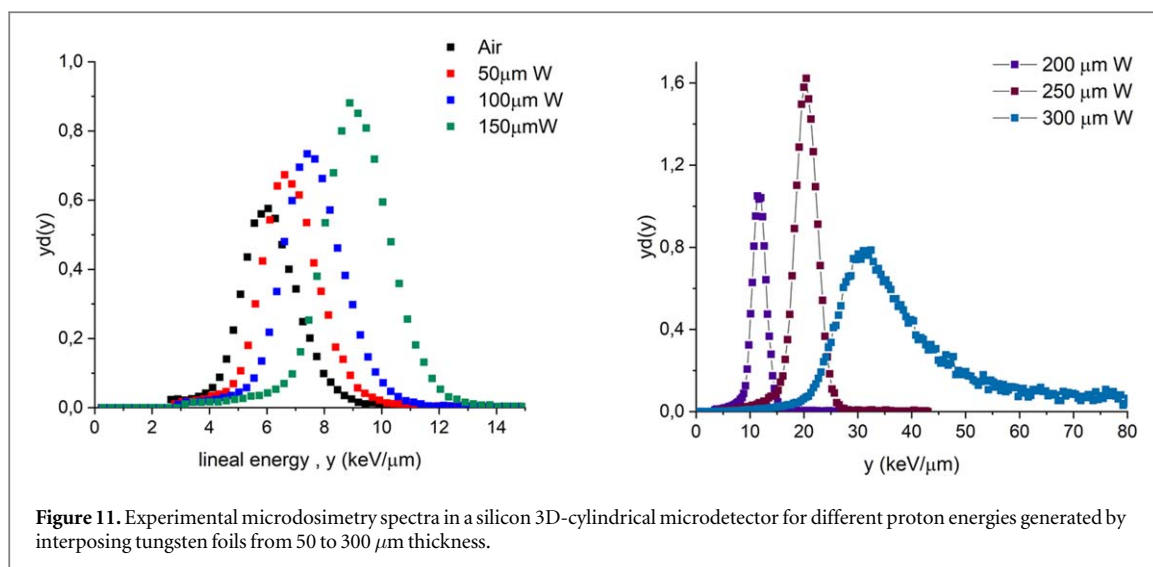 Air
50μm W
100μm W
150μmW
1,0
0,8
0,6
0,4
0,2
0,0
yd(y)
0 2 4 6 8 10 12 14
lineal energy , y (keV/μm)
200 μm W
250 μm W
300 μm W
1,6
1,2
0,8
0,4
0,0
yd(y)
0 10 20 30 40 50 60 70 80
y (keV/μm)
Figure 11. Experimental microdosimetry spectra in a silicon 3D-cylindrical microdetector for different proton energies generated by
interposing tungsten foils from 50 to 300 μm thickness.